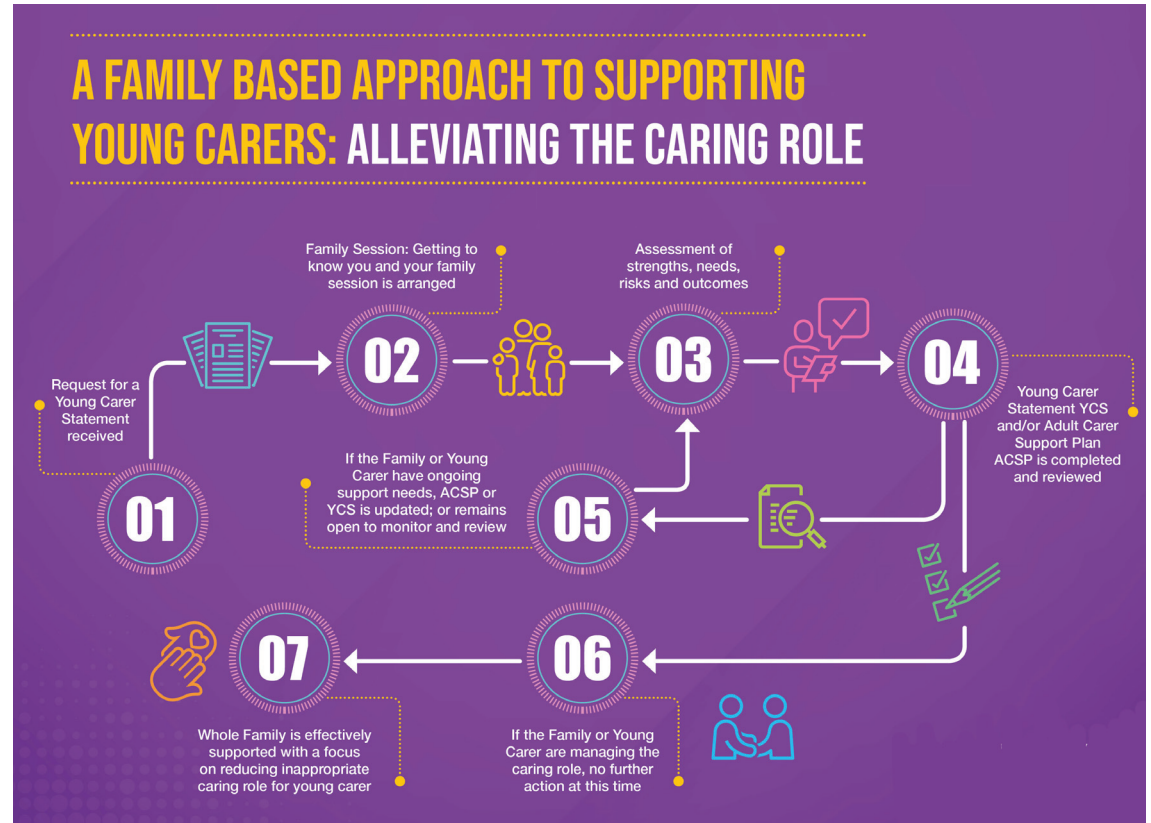 A FAMILY BASED APPROACH TO SUPPORTING
YOUNG CARERS: ALLEVIATING THE CARING ROLE
Request for a
Young Carer
Statement
received
01
Family Session: Getting to
know you and your family
session is arranged
02
Assessment of
strengths, needs,
risks and outcomes
03
04
Young Carer
Statement YCS
and/or Adult Carer
Support Plan
ACSP is completed
and reviewed
If the Family or Young
Carer have ongoing
support needs, ACSP or
YCS is updated; or remains
open to monitor and review
05
06
If the Family or Young
Carer are managing the
caring role, no further
action at this time
07
Whole Family is effectively
supported with a focus
on reducing inappropriate
caring role for young carer